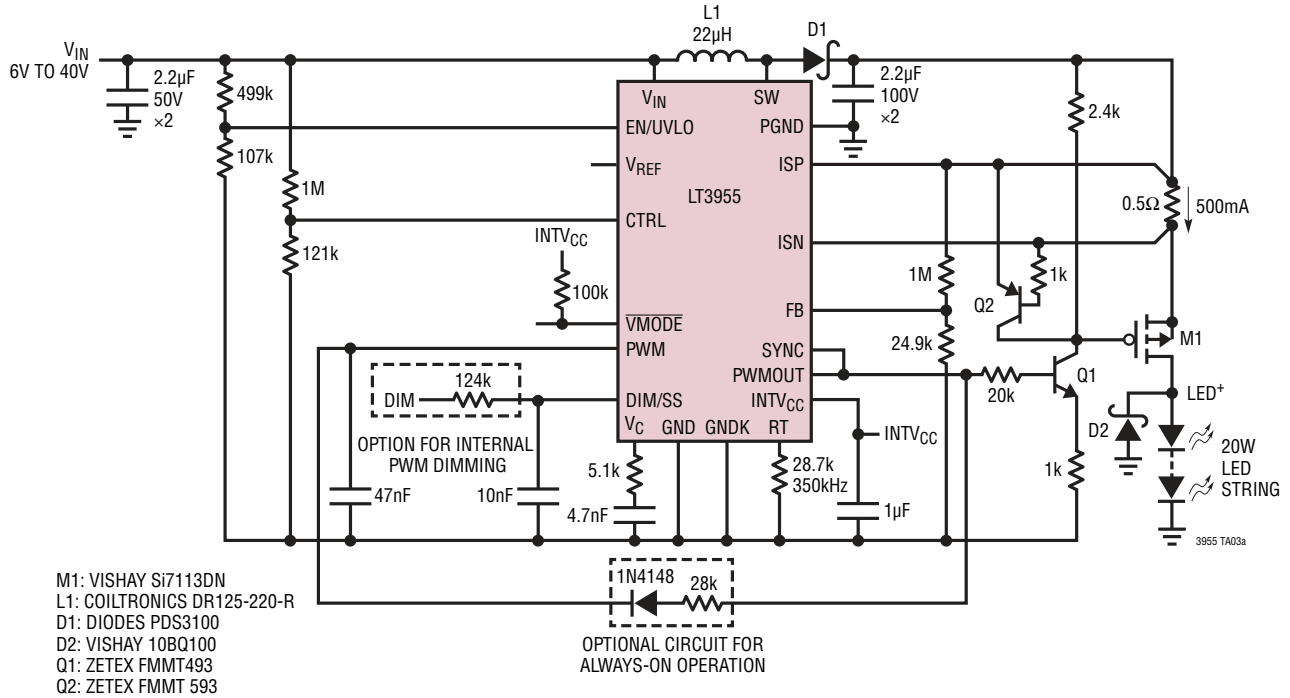 L1
22µH
D1
VIN
6V TO 40V
2.2µF
50V
×2
499k
107k
1M
121k
VIN
SW
EN/UVLO
PGND
VREF
ISP
LT3955
CTRL
ISN
INTVCC
100k
VMODE
FB
PWM
SYNC
PWMOUT
DIM/SS
INTVCC
VC
GND
GNDK
RT
2.2µF
100V
×2
2.4k
0.5Ω
500mA
1M
1k
Q2
24.9k
M1
20k
Q1
LED+
D2
20W
LED
STRING
1k
INTVCC
1µF
DIM
124k
OPTION FOR INTERNAL
PWM DIMMING
47nF
10nF
5.1k
4.7nF
28.7k
350kHz
3955 TA03a
1N4148
28k
OPTIONAL CIRCUIT FOR
ALWAYS-ON OPERATION
M1: VISHAY Si7113DN
L1: COILTRONICS DR125-220-R
D1: DIODES PDS3100
D2: VISHAY 10BQ100
Q1: ZETEX FMMT493
Q2: ZETEX FMMT 593